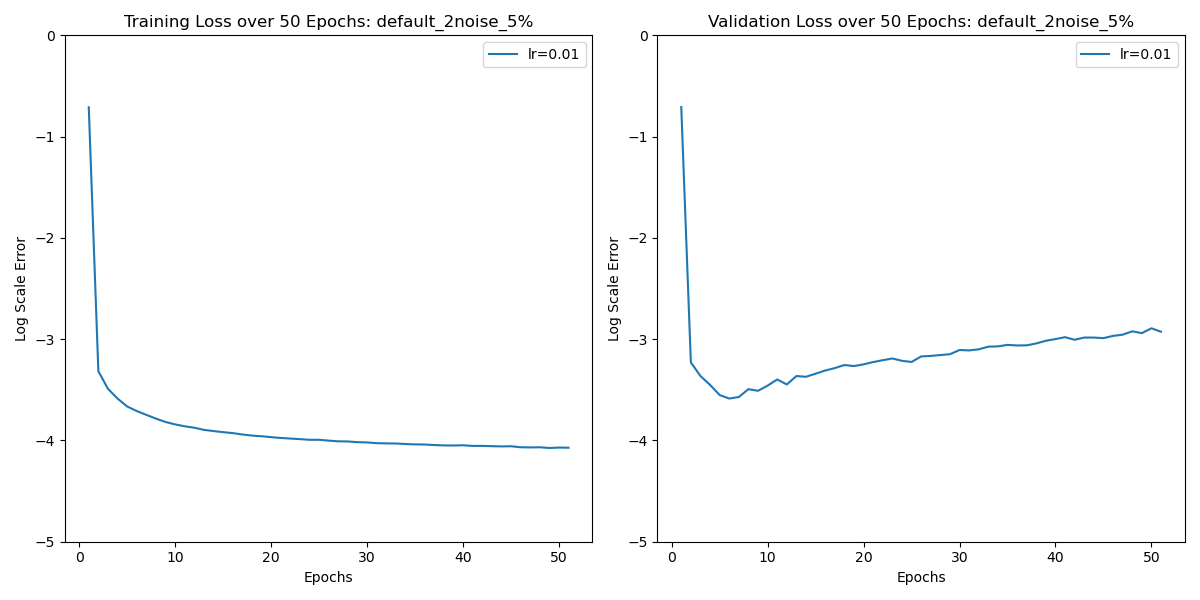 Training Loss over 50 Epochs: default_2noise_5%
lr=0.01
Log Scale Error
0
−1
−2
−3
−4
−5
0 10 20 30 40 50
Epochs
Validation Loss over 50 Epochs: default_2noise_5%
lr=0.01
Log Scale Error
0
−1
−2
−3
−4
−5
0 10 20 30 40 50
Epochs